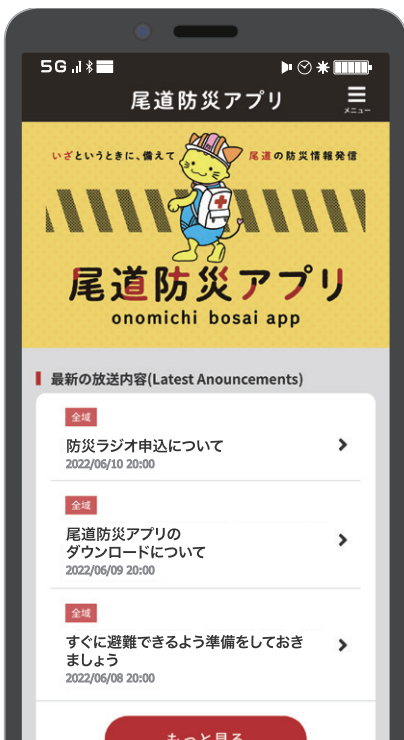 5G
尾道防災アプリ
メニュー
いざというときに、備えて 尾道の防災情報発信
尾道防災アプリ
onomichi bosai app
最新の放送内容(Latest Anouncements)
全域
防災ラジオ申込について
2022/06/10 20:00
全域
尾道防災アプリの
ダウンロードについて
2022/06/09 20:00
全域
すぐに避難できるよう準備をしておき
ましょう
2022/06/08 20:00
もっと見る